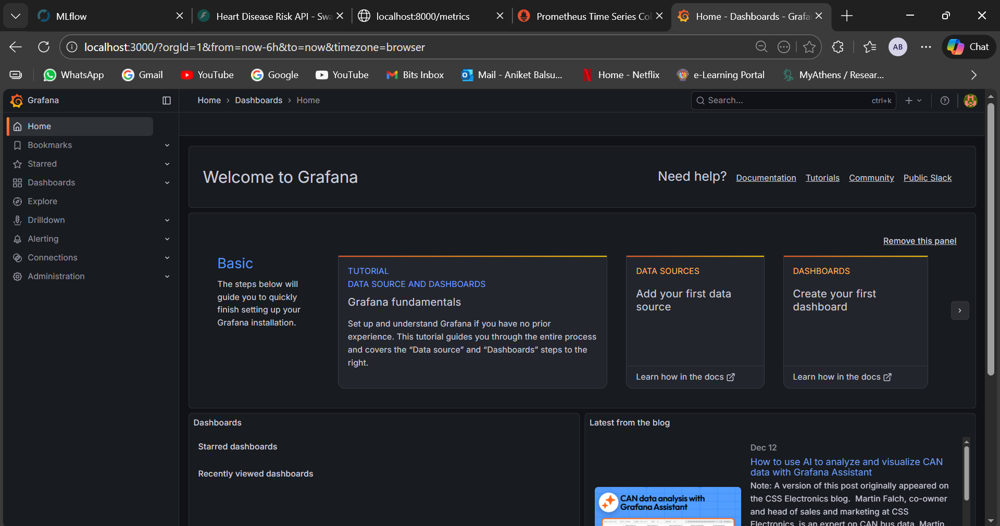 MLflow
Heart Disease Risk API - Swa
localhost:8000/metrics
Prometheus Time Series Col
Home - Dashboards - Grafa
localhost:3000/?orgId=1&from=now-6h&to=now&timezone=browser
AB
Chat
WhatsApp
Gmail
YouTube
Google
YouTube
Bits Inbox
Mail - Aniket Balsu...
Home - Netflix
e-Learning Portal
MyAthens / Resear...
Grafana
Home
Dashboards
Home
Search...
ctrl+k
Home
Bookmarks
Starred
Dashboards
Explore
Drilldown
Alerting
Connections
Administration
Welcome to Grafana
Need help?
Documentation
Tutorials
Community
Public Slack
Remove this panel
Basic
The steps below will
guide you to quickly
finish setting up your
Grafana installation.
TUTORIAL
DATA SOURCE AND DASHBOARDS
Grafana fundamentals
Set up and understand Grafana if you have no prior
experience. This tutorial guides you through the entire process
and covers the “Data source” and “Dashboards” steps to the
right.
DATA SOURCES
Add your first data
source
Learn how in the docs
DASHBOARDS
Create your first
dashboard
Learn how in the docs
Dashboards
Starred dashboards
Recently viewed dashboards
Latest from the blog
CAN data analysis with
Grafana Assistant
Dec 12
How to use AI to analyze and visualize CAN
data with Grafana Assistant
Note: A version of this post originally appeared on
the CSS Electronics blog. Martin Falch, co-owner
and head of sales and marketing at CSS
Electronics, is an expert on CAN bus data. Martin